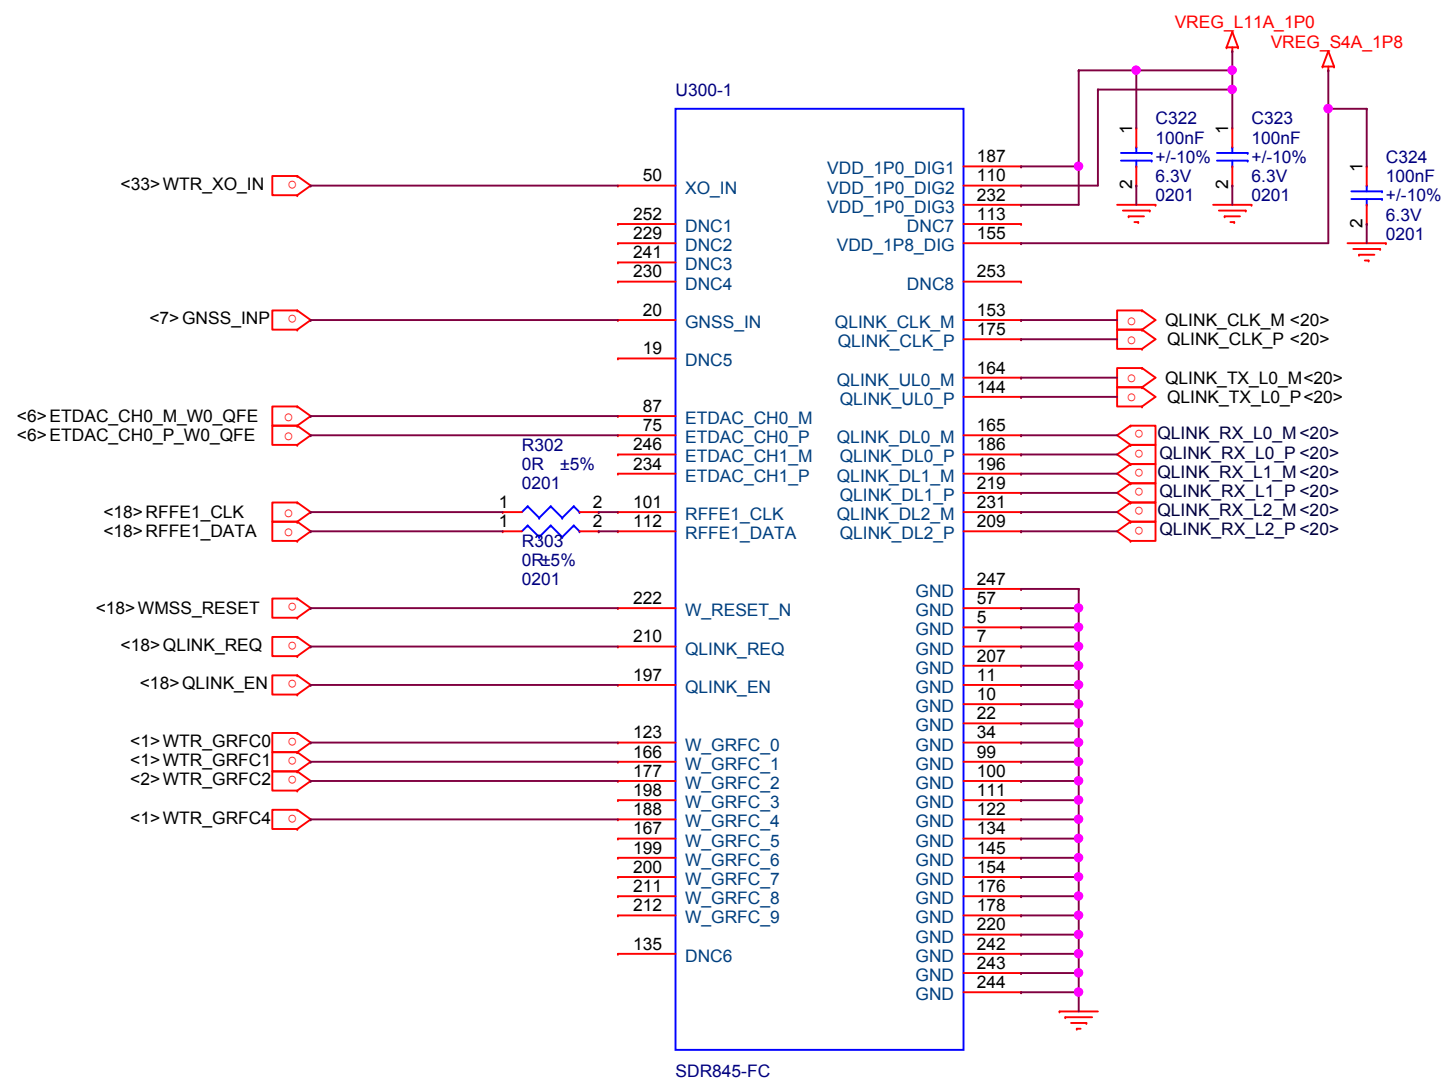 VREG_L11A_1P0
VREG_S4A_1P8
U300-1
C322
100nF
+/-10%
6.3V
0201
1
2
C323
100nF
+/-10%
6.3V
0201
1
2
C324
100nF
+/-10%
6.3V
0201
1
2
<33> WTR_XO_IN 50 XO_IN
252 DNC1
229 DNC2
241 DNC3
230 DNC4
<7> GNSS_INP 20 GNSS_IN
19 DNC5
<6> ETDAC_CH0_M_W0_QFE 87 ETDAC_CH0_M
<6> ETDAC_CH0_P_W0_QFE 75 ETDAC_CH0_P
246 ETDAC_CH1_M
234 ETDAC_CH1_P
R302
0R ±5%
0201
<18> RFFE1_CLK 1 2 101 RFFE1_CLK
<18> RFFE1_DATA 1 2 112 RFFE1_DATA
R303
0R±5%
0201
<18> WMSS_RESET 222 W_RESET_N
<18> QLINK_REQ 210 QLINK_REQ
<18> QLINK_EN 197 QLINK_EN
<1> WTR_GRFC0 123 W_GRFC_0
<1> WTR_GRFC1 166 W_GRFC_1
<2> WTR_GRFC2 177 W_GRFC_2
198 W_GRFC_3
<1> WTR_GRFC4 188 W_GRFC_4
167 W_GRFC_5
199 W_GRFC_6
200 W_GRFC_7
211 W_GRFC_8
212 W_GRFC_9
135 DNC6
VDD_1P0_DIG1 187
VDD_1P0_DIG2 110
VDD_1P0_DIG3 232
DNC7 113
VDD_1P8_DIG 155
DNC8 253
QLINK_CLK_M 153 QLINK_CLK_M <20>
QLINK_CLK_P 175 QLINK_CLK_P <20>
QLINK_UL0_M 164 QLINK_TX_L0_M <20>
QLINK_UL0_P 144 QLINK_TX_L0_P <20>
QLINK_DL0_M 165 QLINK_RX_L0_M <20>
QLINK_DL0_P 186 QLINK_RX_L0_P <20>
QLINK_DL1_M 196 QLINK_RX_L1_M <20>
QLINK_DL1_P 219 QLINK_RX_L1_P <20>
QLINK_DL2_M 231 QLINK_RX_L2_M <20>
QLINK_DL2_P 209 QLINK_RX_L2_P <20>
GND 247
GND 57
GND 5
GND 7
GND 207
GND 11
GND 10
GND 22
GND 34
GND 99
GND 100
GND 111
GND 122
GND 134
GND 145
GND 154
GND 176
GND 178
GND 220
GND 242
GND 243
GND 244
SDR845-FC